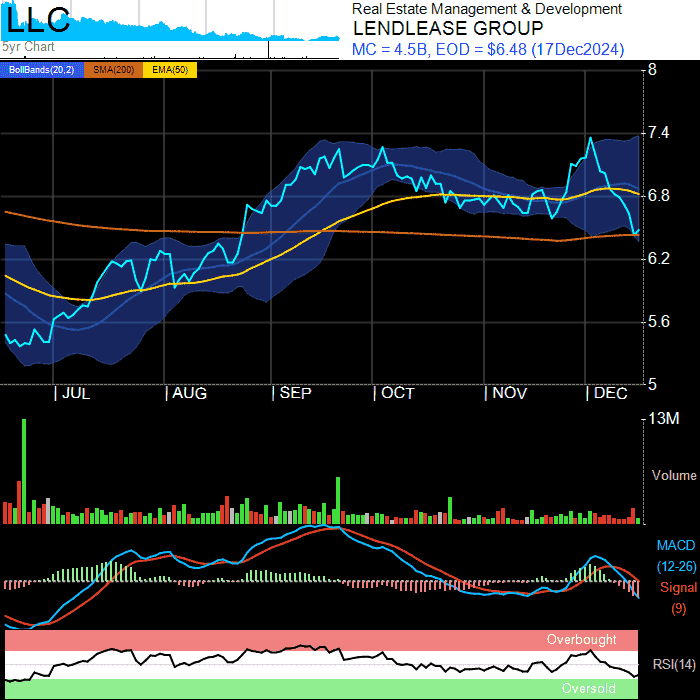 LLC
5yr Chart
Real Estate Management & Development
LENDLEASE GROUP
MC = 4.5B, EOD = $6.48 (17Dec2024)
BollBands(20,2) SMA(200) EMA(50)
8
7.4
6.8
6.2
5.6
5
JUL AUG SEP OCT NOV DEC
13M
Volume
MACD
(12-26)
Signal
(9)
Overbought
RSI(14)
Oversold